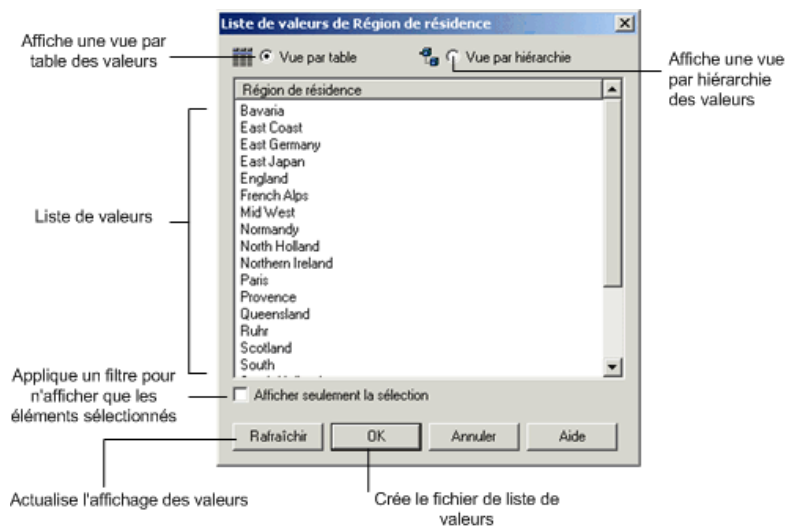 Liste de valeurs de Région de résidence
Affiche une vue par
table des valeurs
Vue par table
Vue par hiérarchie
Affiche une vue
par hiérarchie
des valeurs
Région de résidence
Bavaria
East Coast
East Germany
East Japan
England
French Alps
Mid West
Normandy
North Holland
Northern Ireland
Paris
Provence
Queensland
Ruhr
Scotland
South
Liste de valeurs
Applique un filtre pour
n'afficher que les
éléments sélectionnés
Afficher seulement la sélection
Rafraîchir
OK
Annuler
Aide
Actualise l'affichage des valeurs
Crée le fichier de liste de
valeurs